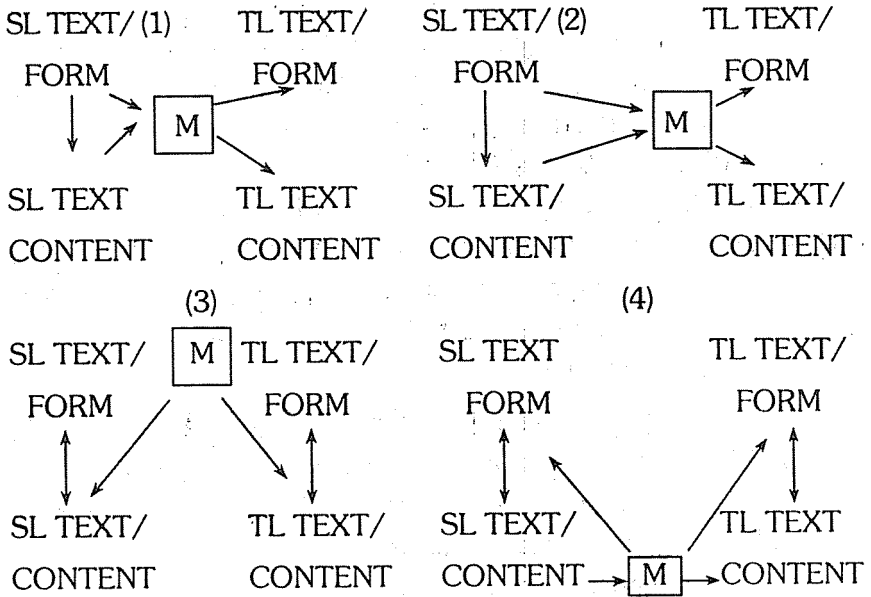 SL TEXT/ (1) TL TEXT/ SL TEXT/ (2) TL TEXT/
FORM FORM FORM FORM
M M
SL TEXT TL TEXT SL TEXT/ TL TEXT/
CONTENT CONTENT CONTENT CONTENT
(3) (4)
SL TEXT/ M TL TEXT/ SL TEXT TL TEXT/
FORM FORM FORM FORM
SL TEXT/ TL TEXT/ SL TEXT/ TL TEXT
CONTENT CONTENT CONTENT M CONTENT